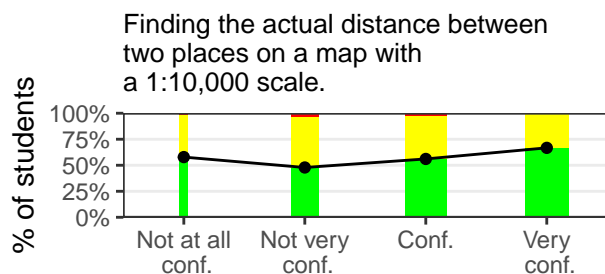 Finding the actual distance between
two places on a map with
a 1:10,000 scale.
% of students
100%
75%
50%
25%
0%
Not at all
conf.
Not very
conf.
Conf.
Very
conf.